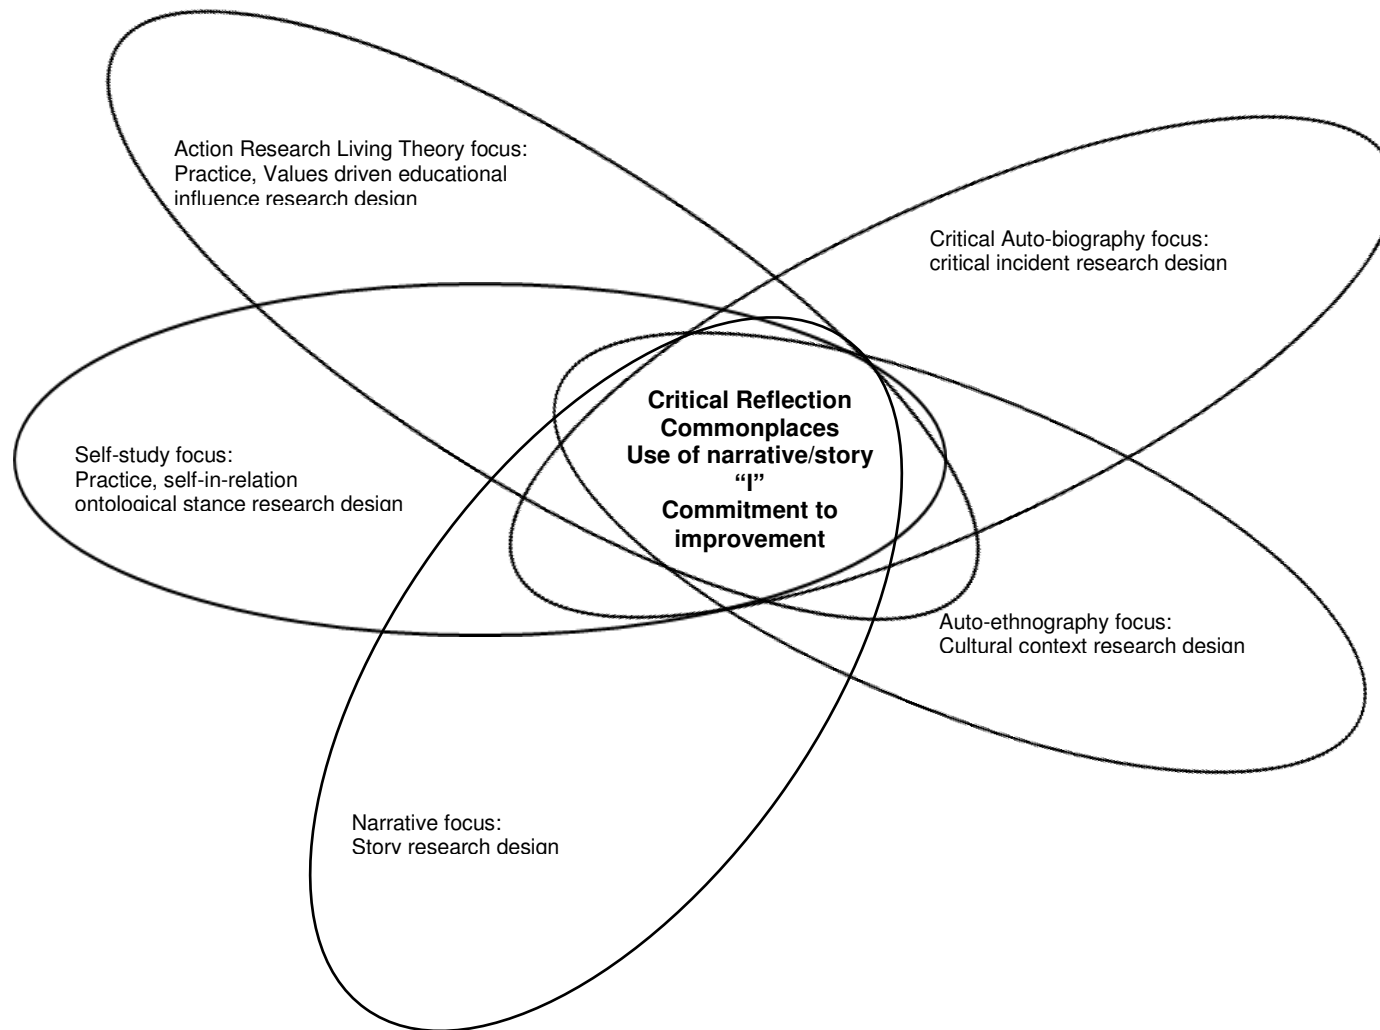 Action Research Living Theory focus:
Practice, Values driven educational
influence research design
Critical Auto-biography focus:
critical incident research design
Critical Reflection
Commonplaces
Use of narrative/story
“I”
Commitment to
improvement
Self-study focus:
Practice, self-in-relation
ontological stance research design
Auto-ethnography focus:
Cultural context research design
Narrative focus:
Story research design